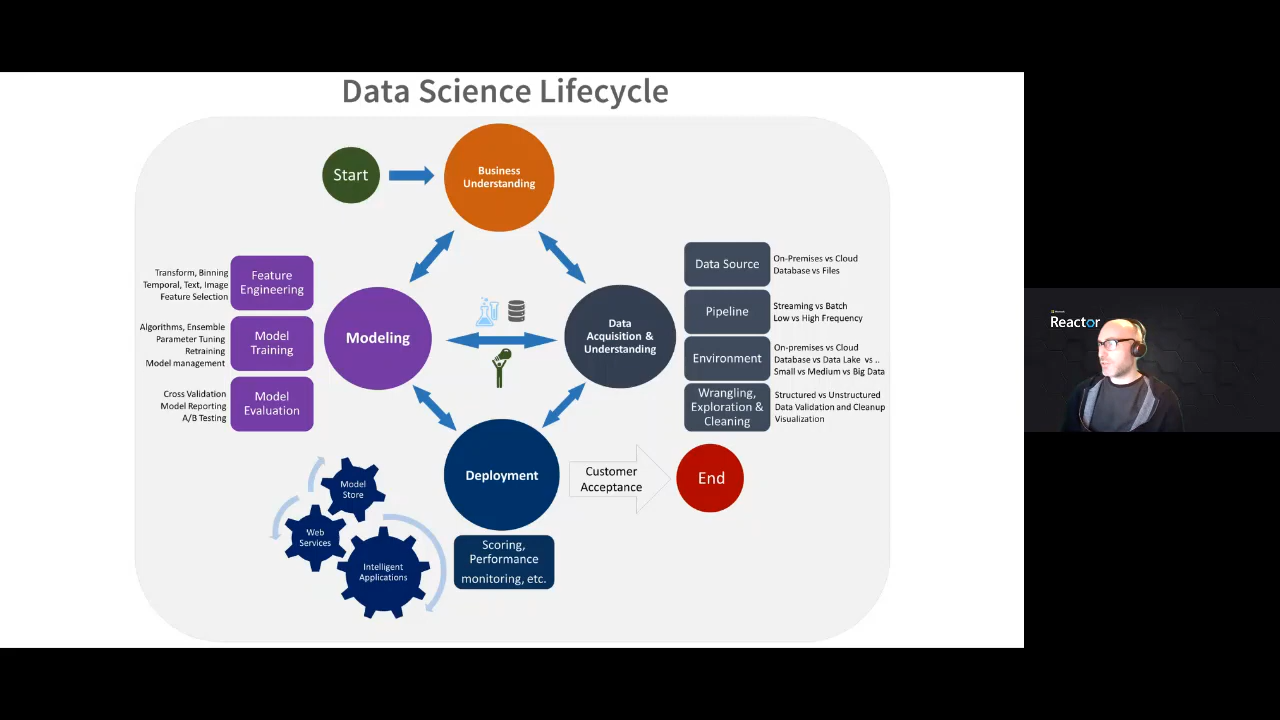 Data Science Lifecycle
Start
Business
Understanding
Transform, Binning
Temporal, Text, Image
Feature Selection
Feature
Engineering
Algorithms, Ensemble
Parameter Tuning
Retraining
Model management
Model
Training
Cross Validation
Model Reporting
A/B Testing
Model
Evaluation
Modeling
Data
Acquisition &
Understanding
Data Source
On-Premises vs Cloud
Database vs Files
Pipeline
Streaming vs Batch
Low vs High Frequency
Environment
On-premises vs Cloud
Database vs Data Lake vs ..
Small vs Medium vs Big Data
Wrangling,
Exploration &
Cleaning
Structured vs Unstructured
Data Validation and Cleanup
Visualization
Deployment
Customer
Acceptance
End
Model
Store
Web
Services
Intelligent
Applications
Scoring,
Performance
monitoring, etc.
Reactor